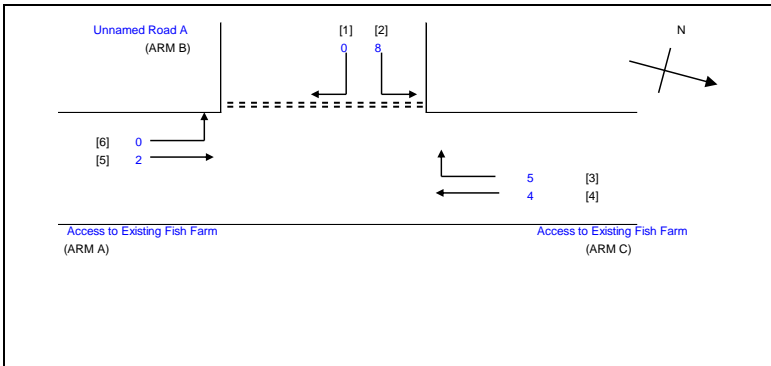 Unnamed Road A [1] [2] N
(ARM B) 0 8
[6] 0
[5] 2
5 [3]
4 [4]
Access to Existing Fish Farm Access to Existing Fish Farm
(ARM A) (ARM C)